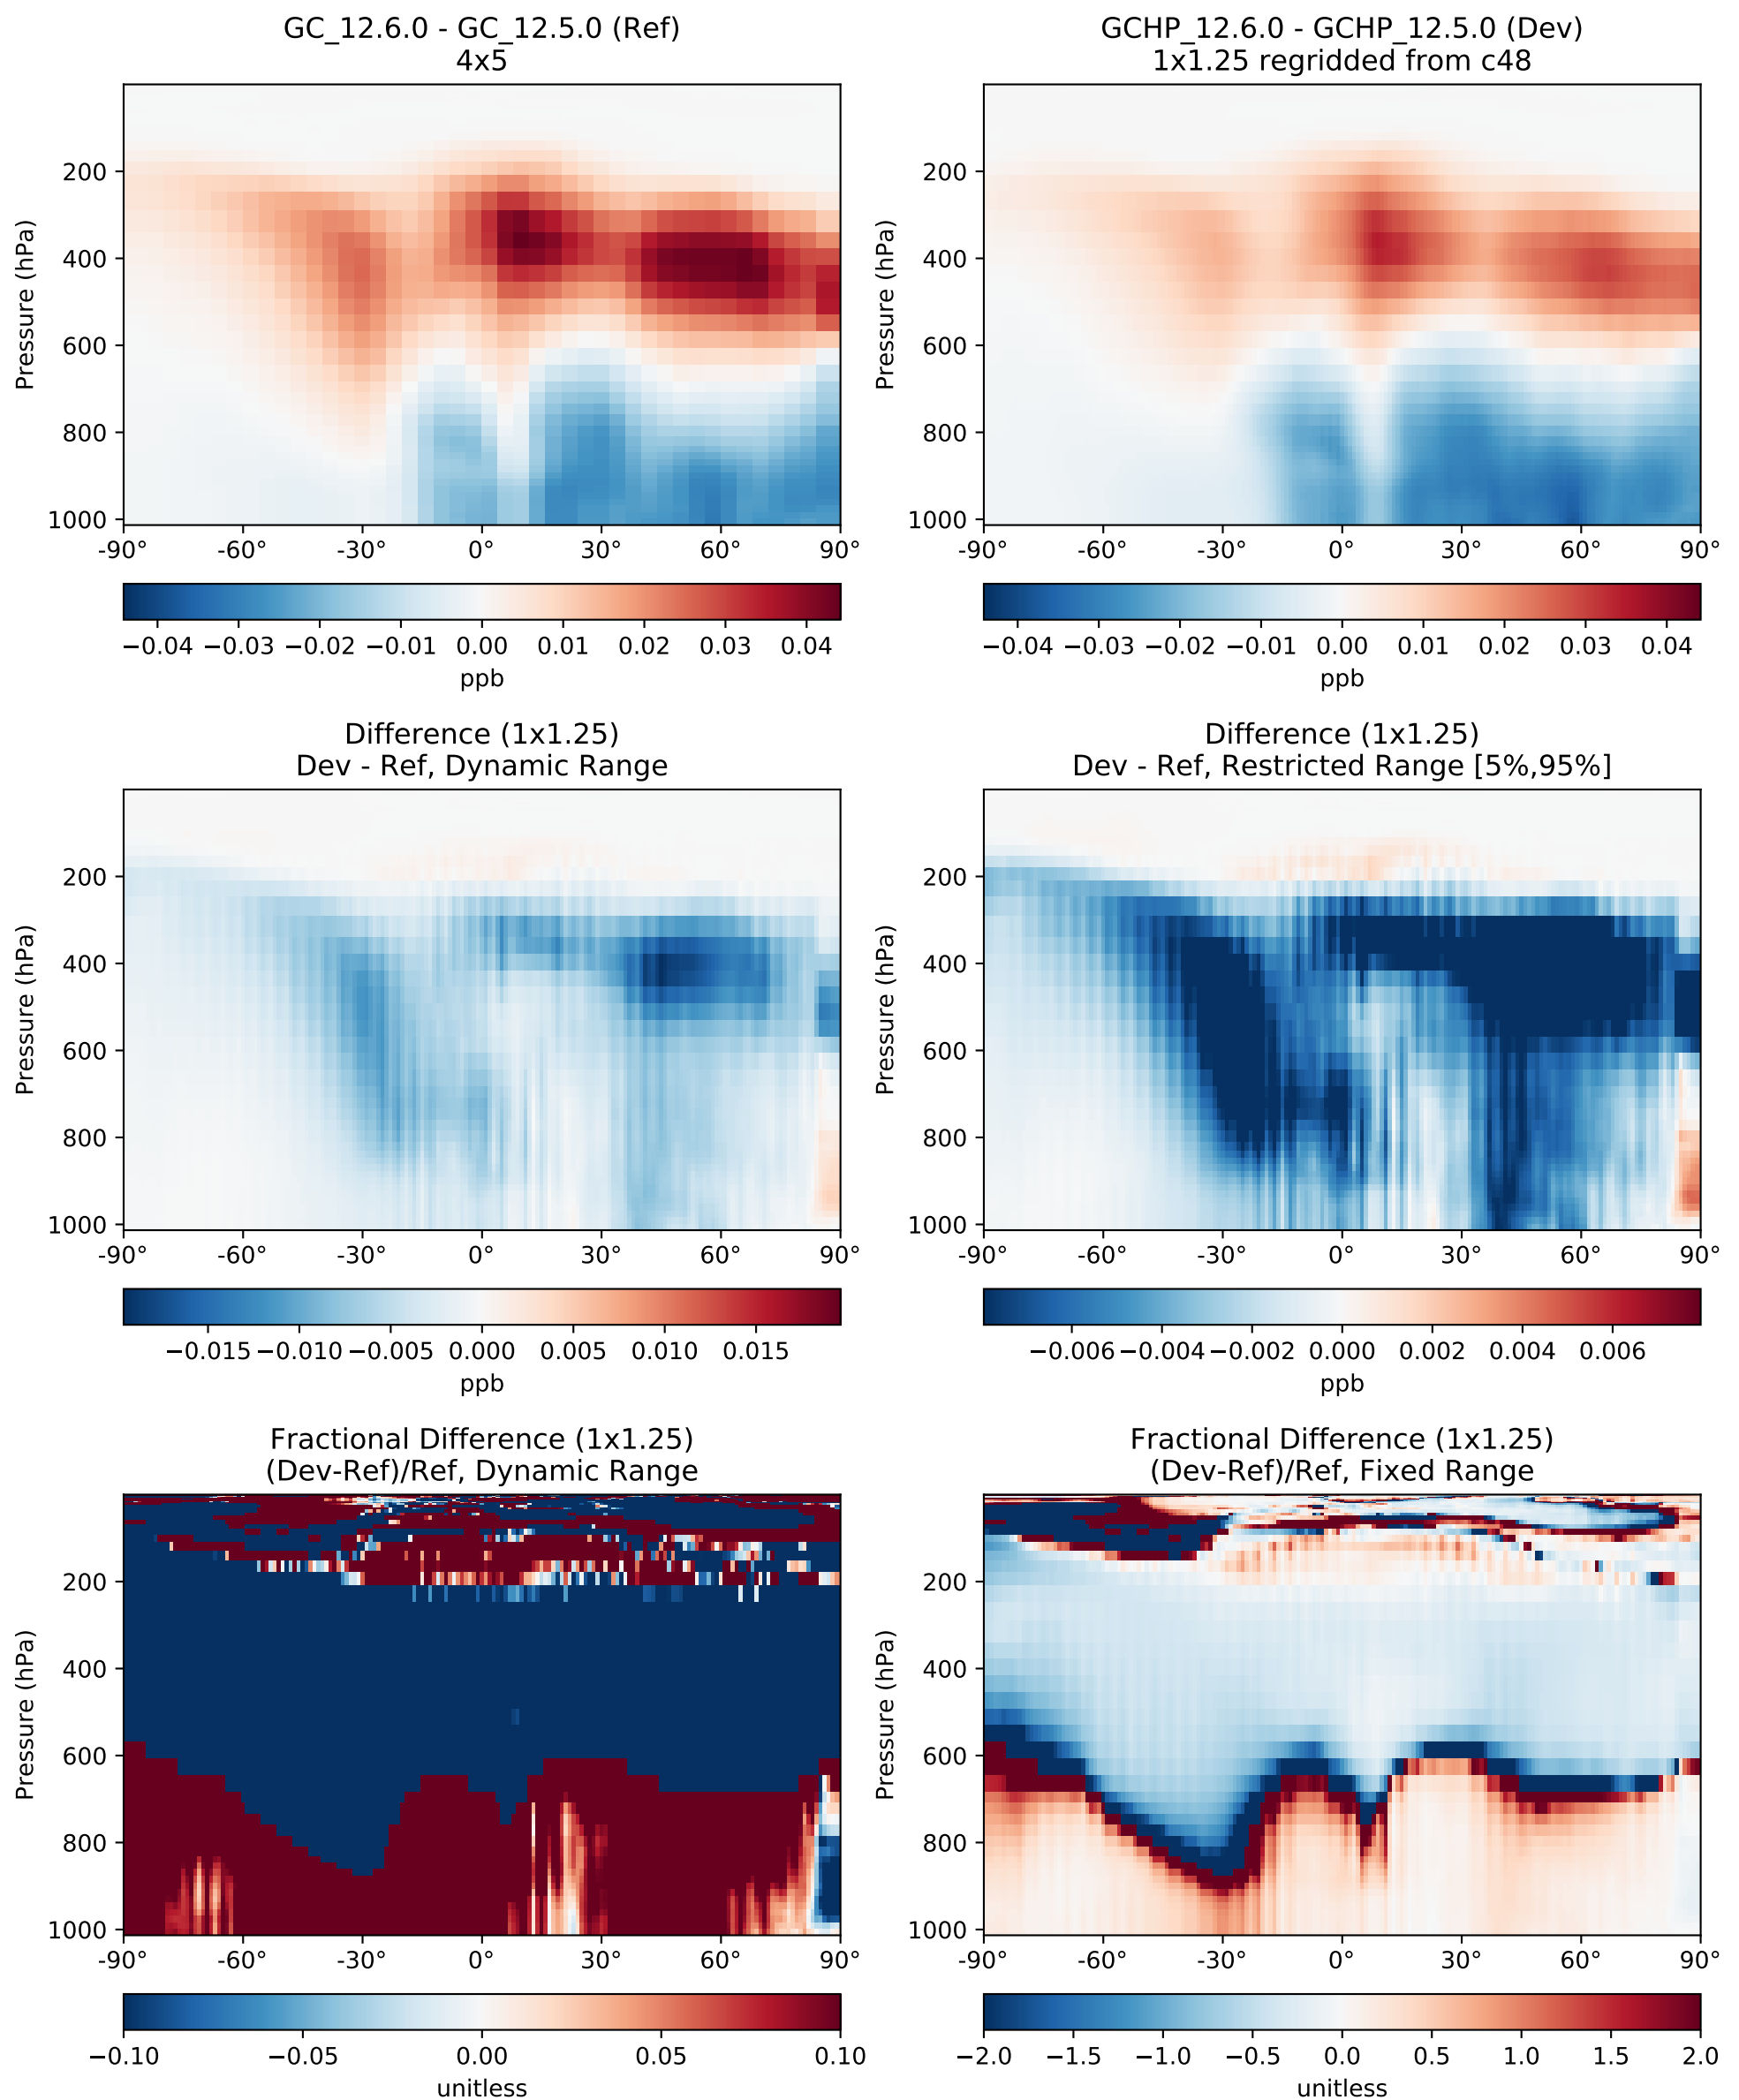 GC_12.6.0 - GC_12.5.0 (Ref)
4x5
GCHP_12.6.0 - GCHP_12.5.0 (Dev)
1x1.25 regridded from c48
Pressure (hPa)
200
400
600
800
1000
-90° -60° -30° 0° 30° 60° 90°
−0.04 −0.03 −0.02 −0.01 0.00 0.01 0.02 0.03 0.04
ppb
Pressure (hPa)
200
400
600
800
1000
-90° -60° -30° 0° 30° 60° 90°
−0.04 −0.03 −0.02 −0.01 0.00 0.01 0.02 0.03 0.04
ppb
Difference (1x1.25)
Dev - Ref, Dynamic Range
Pressure (hPa)
200
400
600
800
1000
-90° -60° -30° 0° 30° 60° 90°
−0.015 −0.010 −0.005 0.000 0.005 0.010 0.015
ppb
Difference (1x1.25)
Dev - Ref, Restricted Range [5%,95%]
Pressure (hPa)
200
400
600
800
1000
-90° -60° -30° 0° 30° 60° 90°
−0.006 −0.004 −0.002 0.000 0.002 0.004 0.006
ppb
Fractional Difference (1x1.25)
(Dev-Ref)/Ref, Dynamic Range
Pressure (hPa)
200
400
600
800
1000
-90° -60° -30° 0° 30° 60° 90°
−0.10 −0.05 0.00 0.05 0.10
unitless
Fractional Difference (1x1.25)
(Dev-Ref)/Ref, Fixed Range
Pressure (hPa)
200
400
600
800
1000
-90° -60° -30° 0° 30° 60° 90°
−2.0 −1.5 −1.0 −0.5 0.0 0.5 1.0 1.5 2.0
unitless